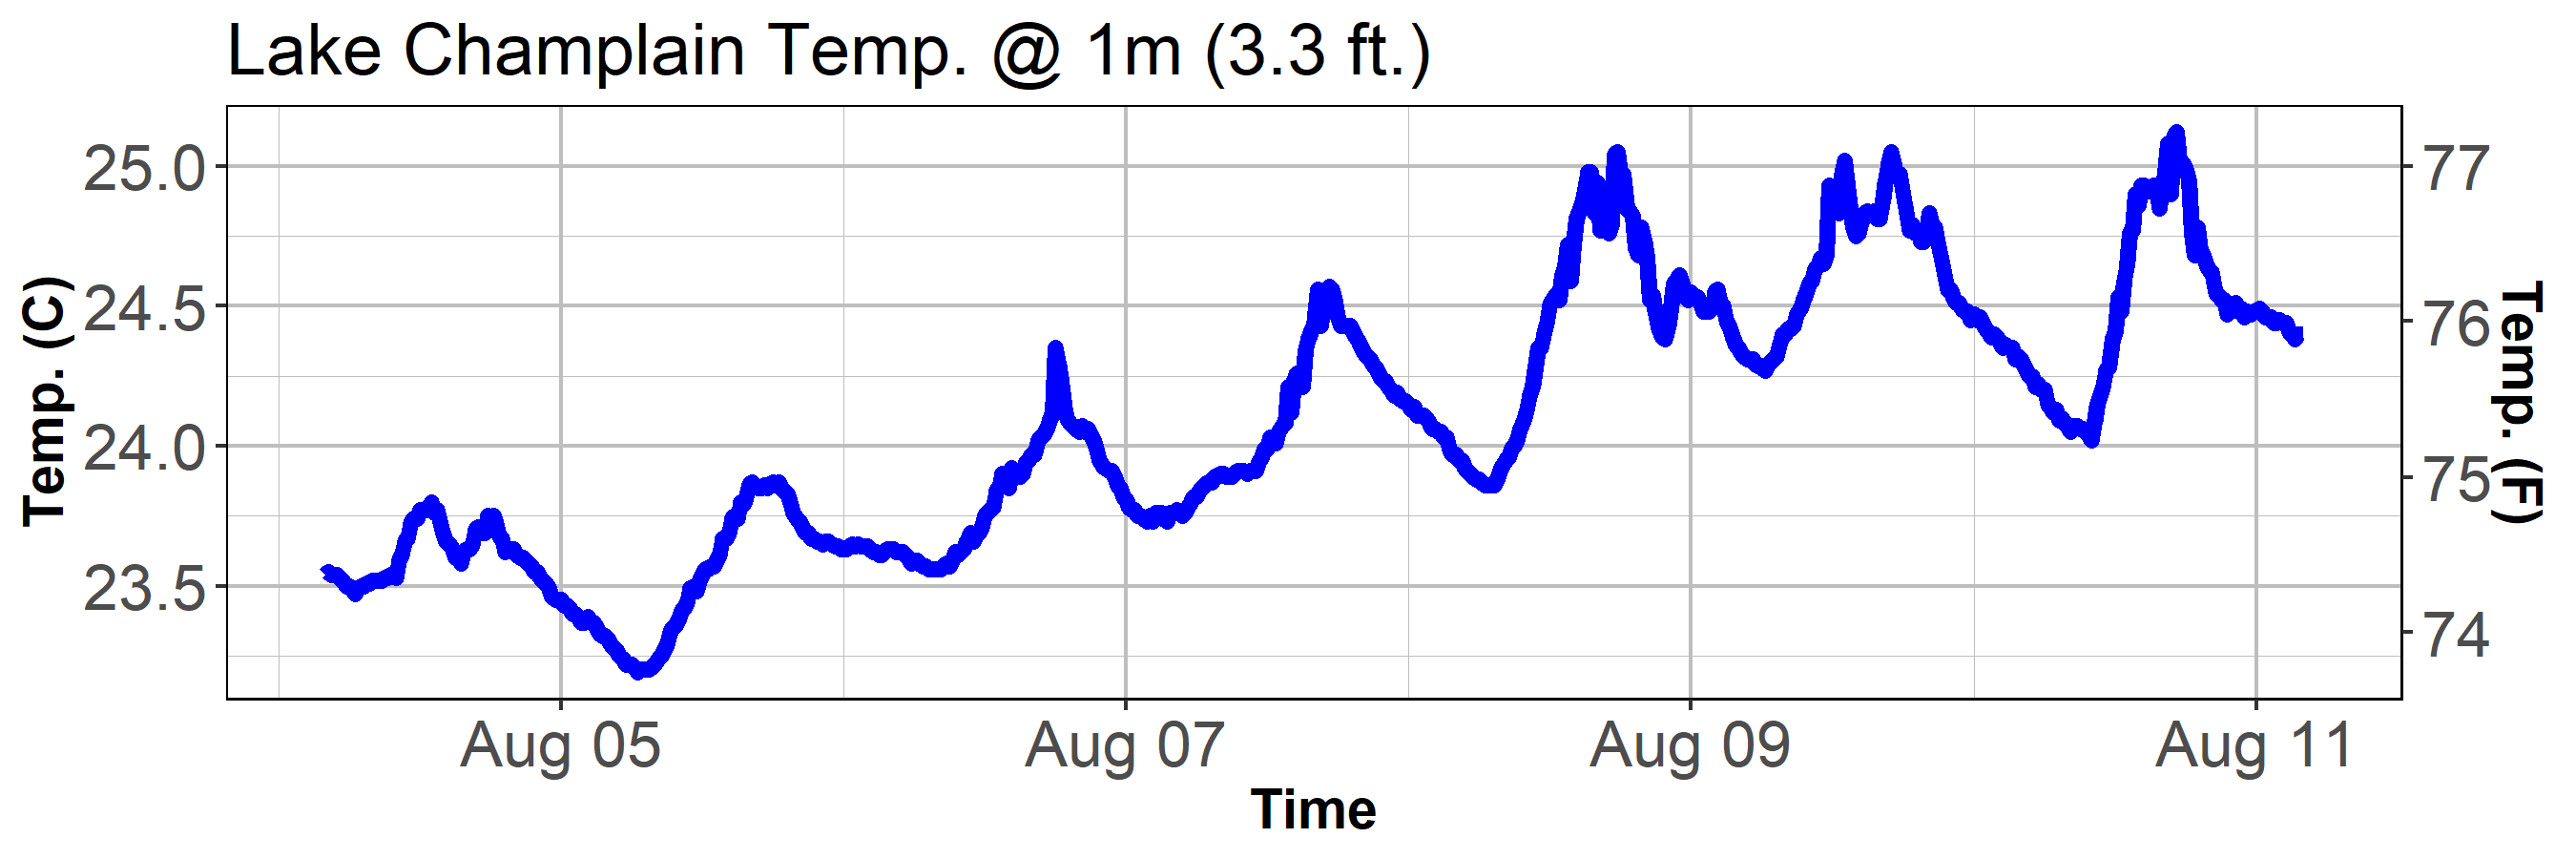 Lake Champlain Temp. @ 1m (3.3 ft.)
Temp. (C)
25.0
24.5
24.0
23.5
77
76
75
74
Temp. (F)
Aug 05 Aug 07 Aug 09 Aug 11
Time